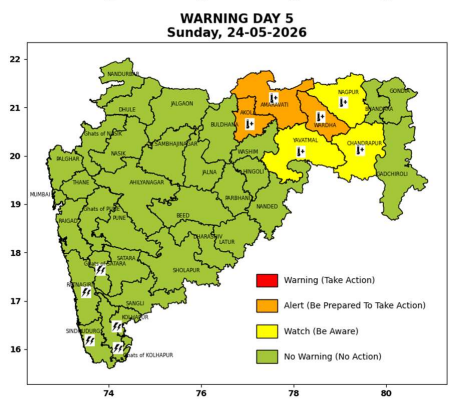 WARNING DAY 5
Sunday, 24-05-2026
22
21
20
19
18
17
16
74
76
78
80
NANDURBAR
DHULE
JALGAON
BULDHANA
AKOLA
AMARAVATI
WARDHA
NAGPUR
BHANDARA
GONDIA
Ghats of NASIK
NASIK
SAMBHAJINAGAR
WASHIM
YAVATMAL
CHANDRAPUR
GADCHIROLI
PALGHAR
THANE
AHILYANAGAR
JALNA
HINGOLI
MUMBAI
PARBHANI
NANDED
Ghats of PUNE
PUNE
BEED
RAIGAD
DHARASHIV
LATUR
SATARA
Ghats of SATARA
SHOLAPUR
RATNAGIRI
SANGLI
KOLHAPUR
SINDHUDURG
Ghats of KOLHAPUR
Warning (Take Action)
Alert (Be Prepared To Take Action)
Watch (Be Aware)
No Warning (No Action)